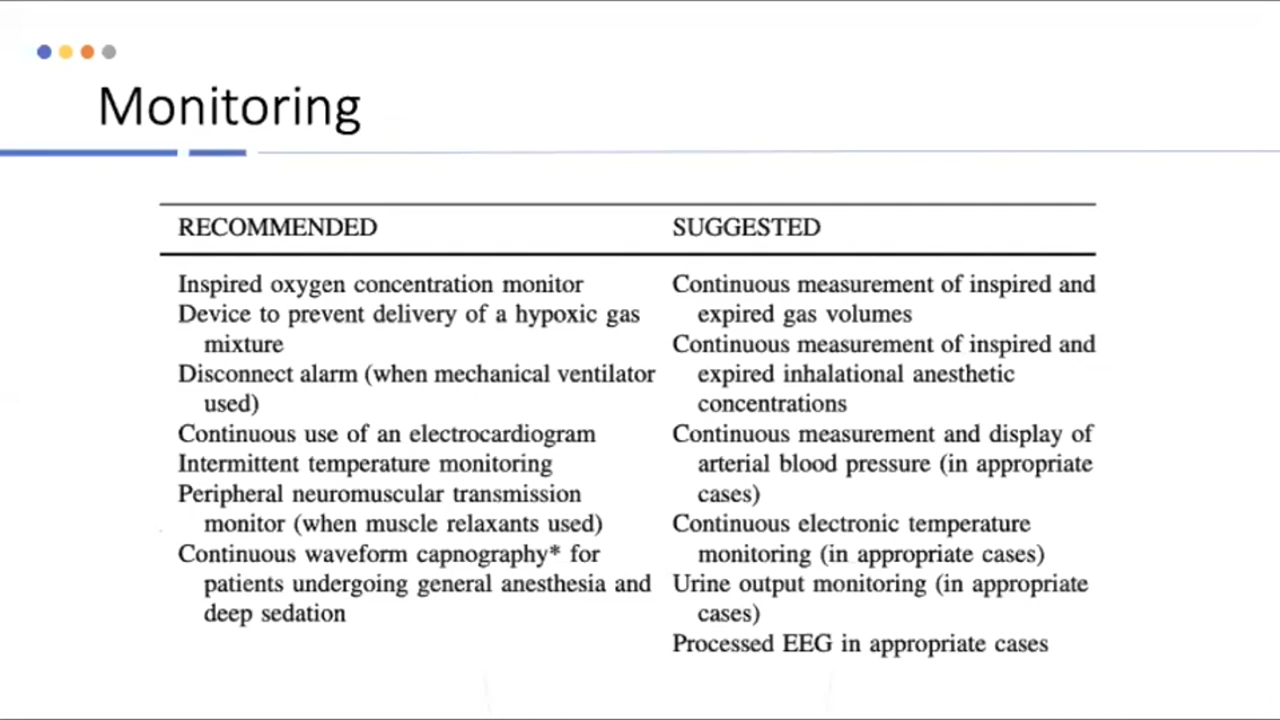 Monitoring
RECOMMENDED
Inspired oxygen concentration monitor
Device to prevent delivery of a hypoxic gas
mixture
Disconnect alarm (when mechanical ventilator
used)
Continuous use of an electrocardiogram
Intermittent temperature monitoring
Peripheral neuromuscular transmission
monitor (when muscle relaxants used)
Continuous waveform capnography* for
patients undergoing general anesthesia and
deep sedation
SUGGESTED
Continuous measurement of inspired and
expired gas volumes
Continuous measurement of inspired and
expired inhalational anesthetic
concentrations
Continuous measurement and display of
arterial blood pressure (in appropriate
cases)
Continuous electronic temperature
monitoring (in appropriate cases)
Urine output monitoring (in appropriate
cases)
Processed EEG in appropriate cases